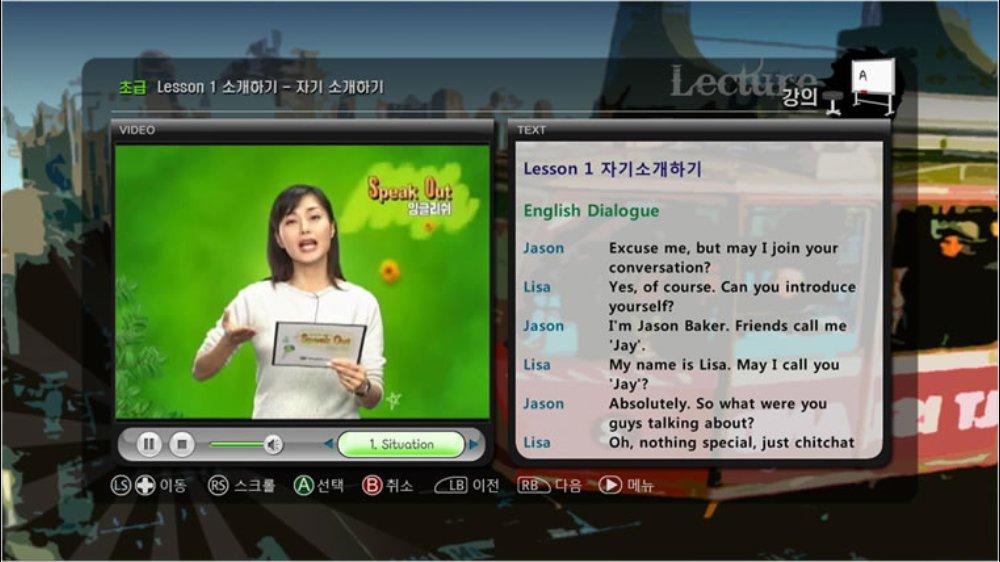 초급 Lesson 1 소개하기 - 자기 소개하기
Lecture
강의
A
VIDEO
Speak Out
잉글리쉬
Speak Out
1. Situation
TEXT
Lesson 1 자기소개하기
English Dialogue
Jason Excuse me, but may I join your
conversation?
Lisa Yes, of course. Can you introduce
yourself?
Jason I'm Jason Baker. Friends call me
'Jay'.
Lisa My name is Lisa. May I call you
'Jay'?
Jason Absolutely. So what were you
guys talking about?
Lisa Oh, nothing special, just chitchat
LS 이동 RS 스크롤 A 선택 B 취소 LB 이전 RB 다음 메뉴